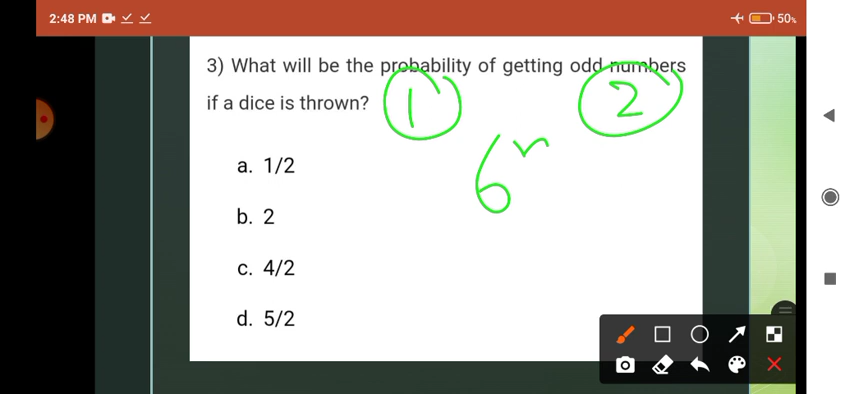 2:48 PM
50%
3) What will be the probability of getting odd numbers
if a dice is thrown?
1
2
6ⁿ
a. 1/2
b. 2
c. 4/2
d. 5/2